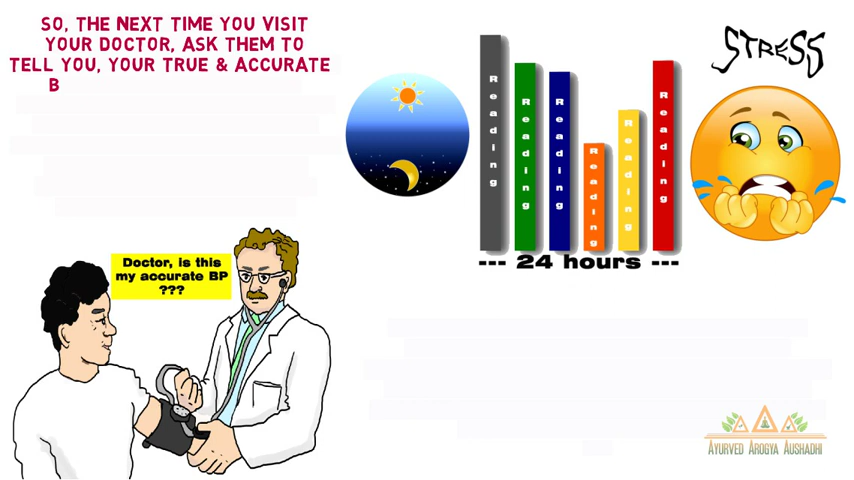 SO, THE NEXT TIME YOU VISIT
YOUR DOCTOR, ASK THEM TO
TELL YOU, YOUR TRUE & ACCURATE
B
Doctor, is this
my accurate BP
???
Reading
Reading
Reading
Reading
Reading
Reading
--- 24 hours ---
STRESS
AYURVED AROGYA AUSHADHI